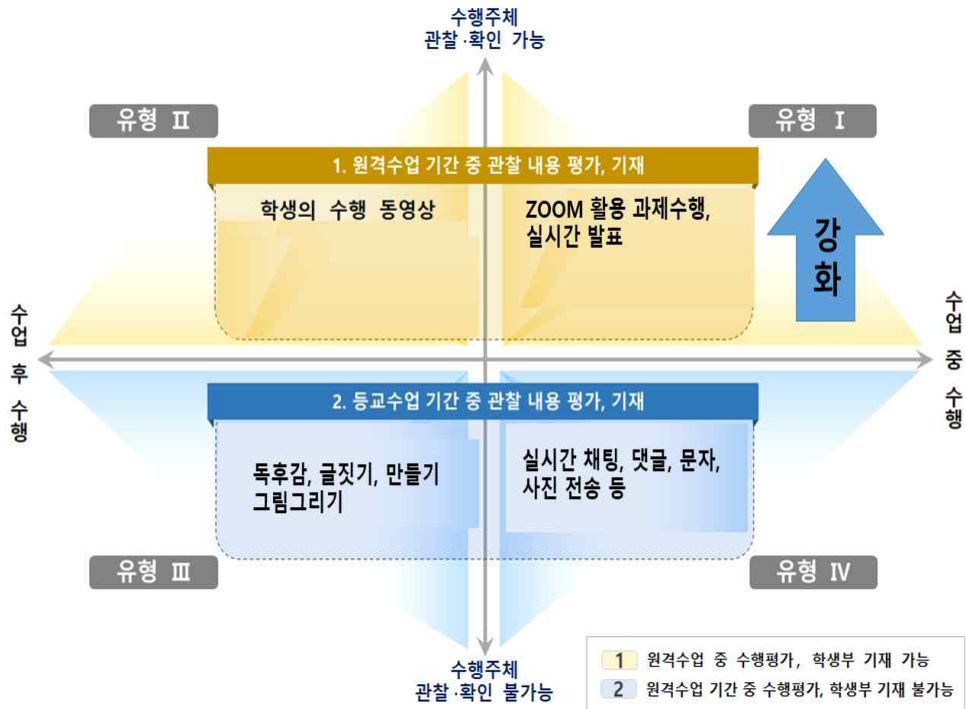 수행주체
관찰·확인 가능
유형 Ⅱ
유형 Ⅰ
1. 원격수업 기간 중 관찰 내용 평가, 기재
학생의 수행 동영상
ZOOM 활용 과제수행,
실시간 발표
강화
수업 후 수행
수업 중 수행
2. 등교수업 기간 중 관찰 내용 평가, 기재
독후감, 글짓기, 만들기
그림그리기
실시간 채팅, 댓글, 문자,
사진 전송 등
유형 Ⅲ
유형 Ⅳ
수행주체
관찰·확인 불가능
1 원격수업 중 수행평가, 학생부 기재 가능
2 원격수업 기간 중 수행평가, 학생부 기재 불가능